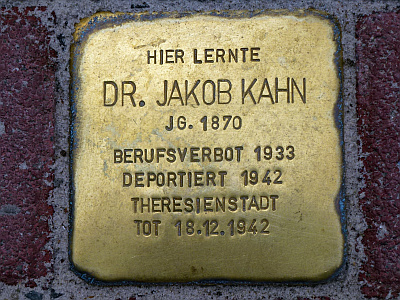 HIER LERNTE
DR. JAKOB KAHN
JG. 1870
BERUFSVERBOT 1933
DEPORTIERT 1942
THERESIENSTADT
TOT 18.12.1942